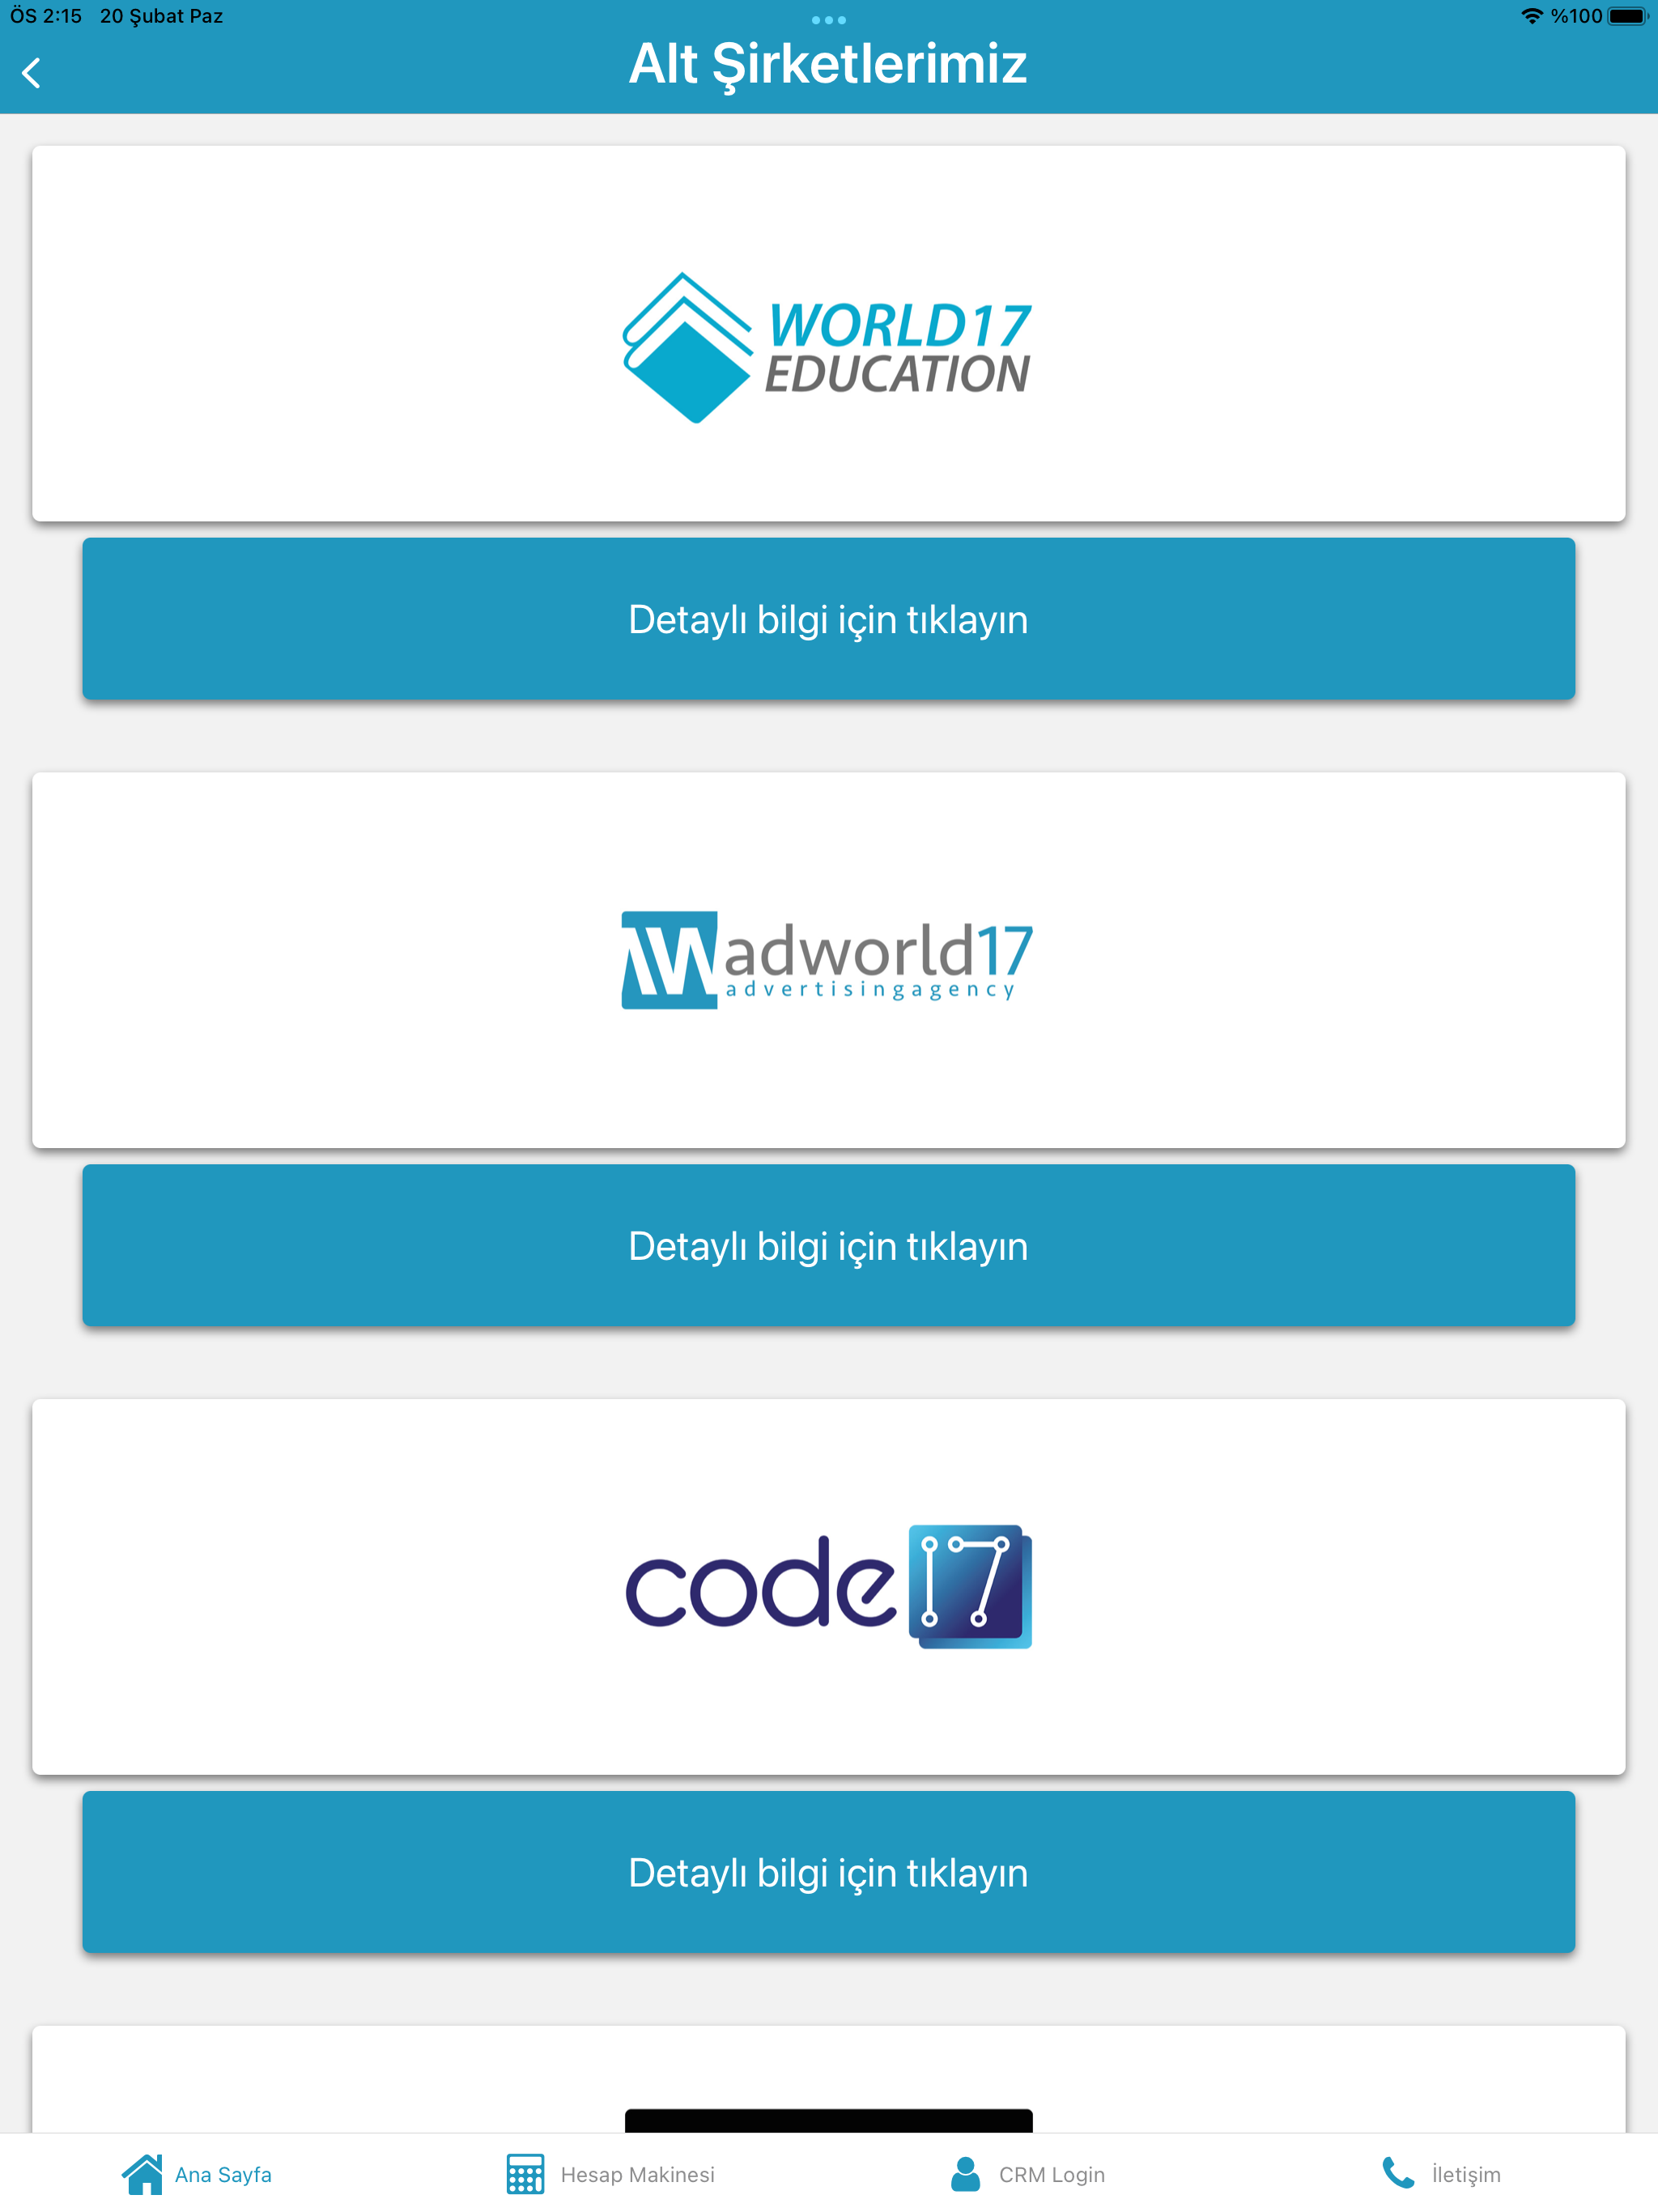 ÖS 2:15 20 Şubat Paz
%100
Alt Şirketlerimiz
WORLD17
EDUCATION
Detaylı bilgi için tıklayın
adworld17
advertisingagency
Detaylı bilgi için tıklayın
code17
Detaylı bilgi için tıklayın
Ana Sayfa
Hesap Makinesi
CRM Login
İletişim